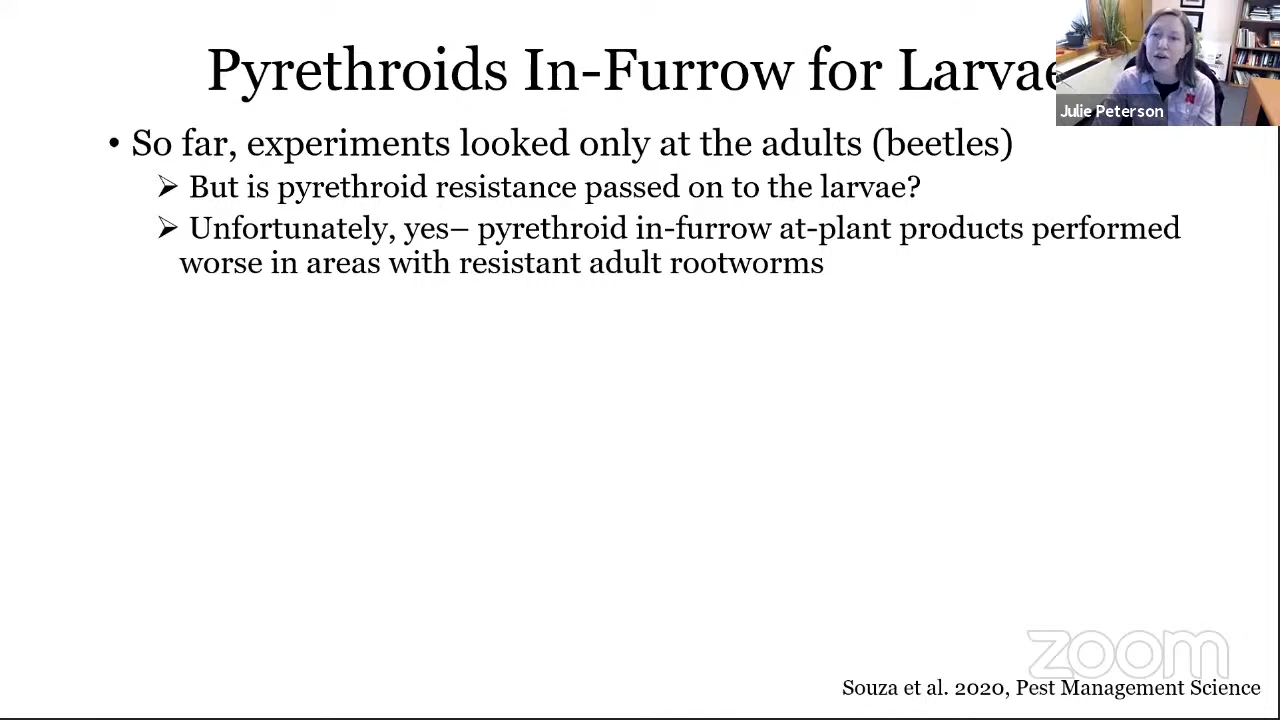 Pyrethroids In-Furrow for Larvae
Julie Peterson
• So far, experiments looked only at the adults (beetles)
➢ But is pyrethroid resistance passed on to the larvae?
➢ Unfortunately, yes– pyrethroid in-furrow at-plant products performed
worse in areas with resistant adult rootworms
zoom
Souza et al. 2020, Pest Management Science